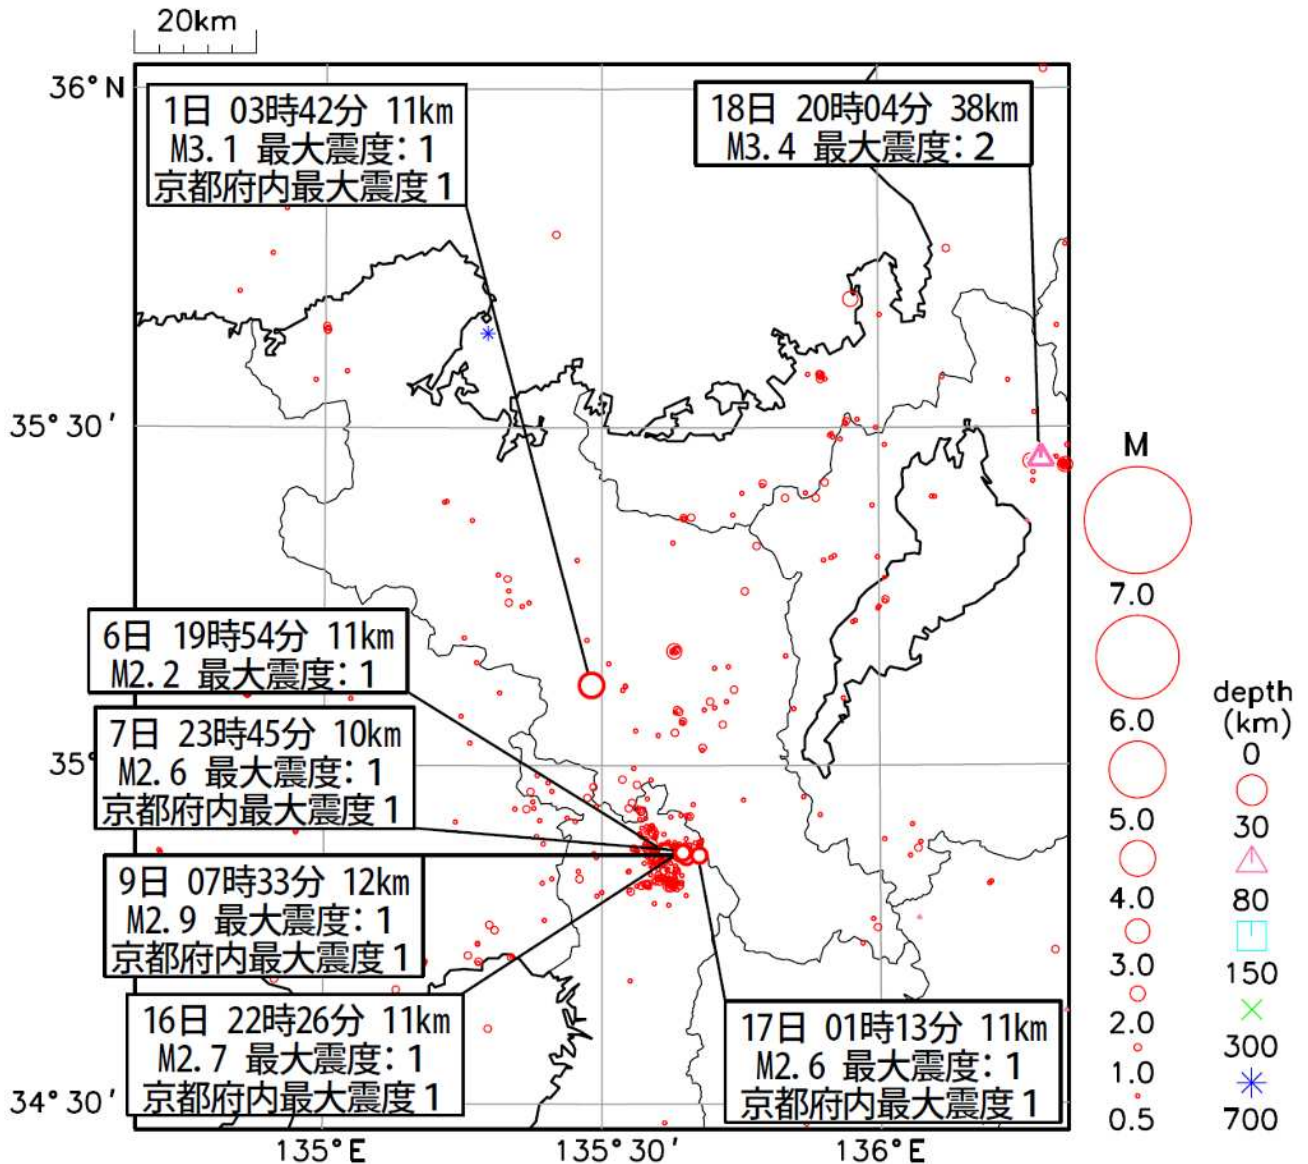 20km
36°N
1日 03時42分 11km
M3.1 最大震度：1
京都府内最大震度1
18日 20時04分 38km
M3.4 最大震度：2
35°30'
6日 19時54分 11km
M2.2 最大震度：1
7日 23時45分 10km
M2.6 最大震度：1
京都府内最大震度1
35°
9日 07時33分 12km
M2.9 最大震度：1
京都府内最大震度1
16日 22時26分 11km
M2.7 最大震度：1
京都府内最大震度1
17日 01時13分 11km
M2.6 最大震度：1
京都府内最大震度1
34°30'
135°E
135°30'
136°E
M
7.0
6.0
5.0
4.0
3.0
2.0
1.0
0.5
depth
(km)
0
30
80
150
300
700